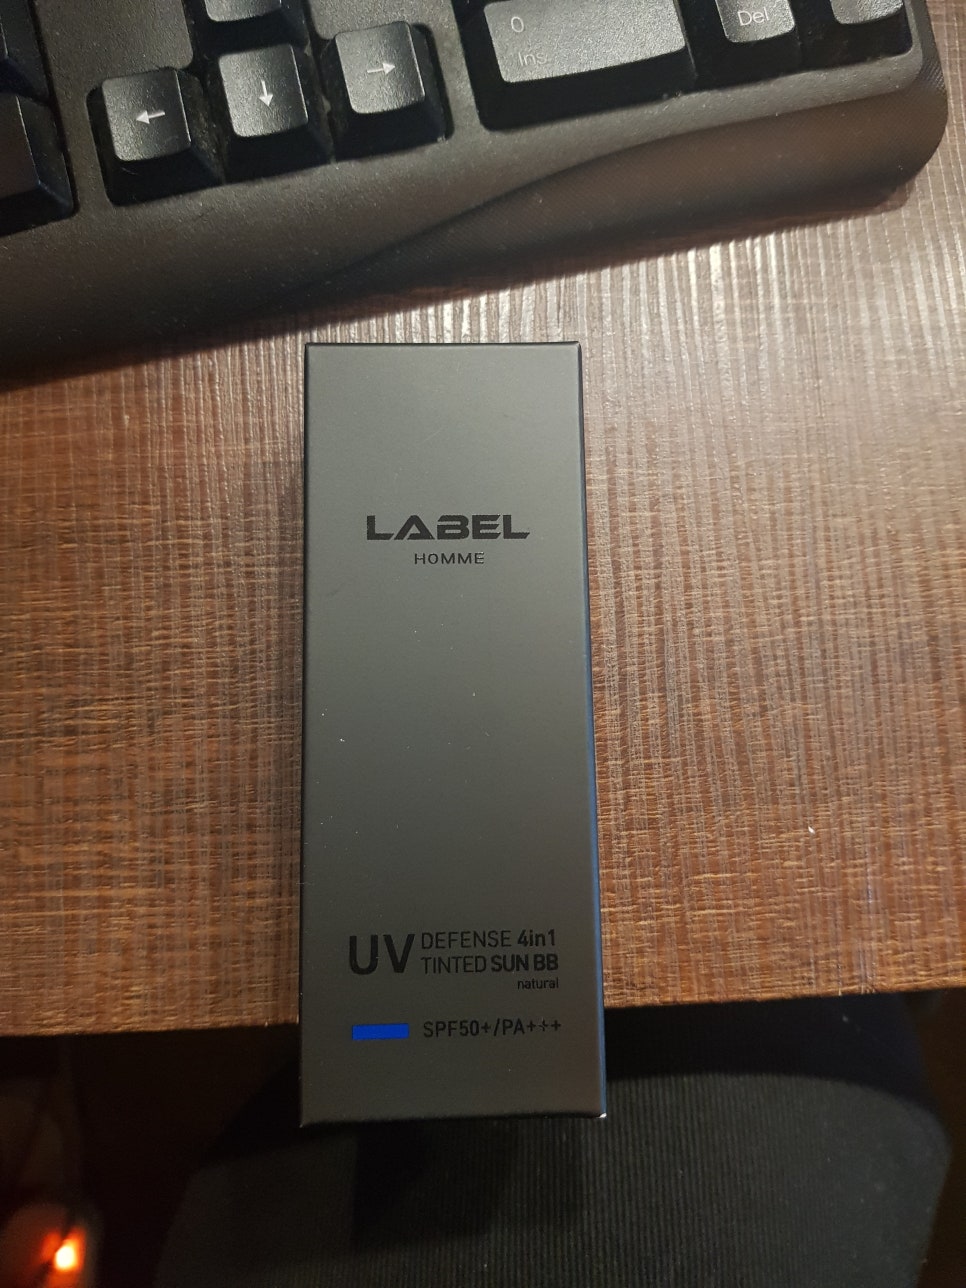 0
Ins
Del
←
↓
→
LABEL
HOMME
UV DEFENSE 4in1
TINTED SUN BB
natural
SPF50+/PA+++